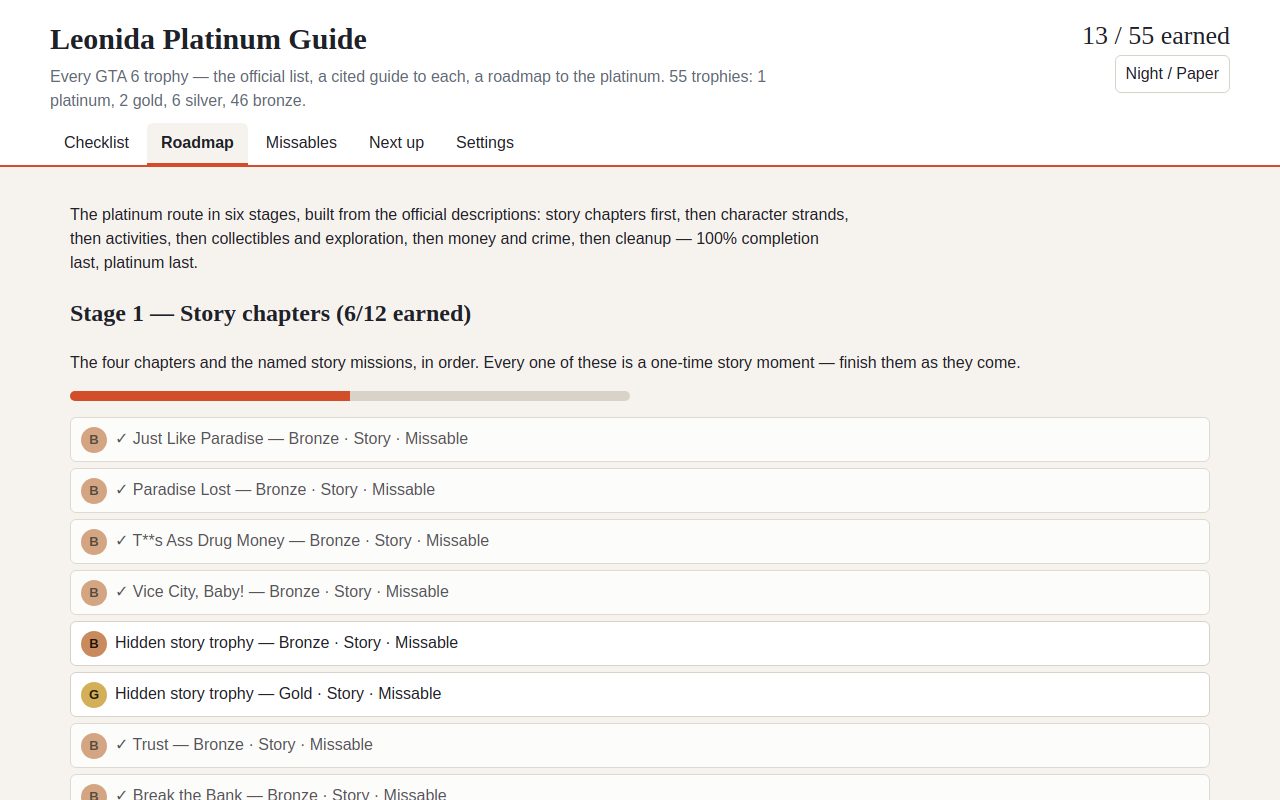 Leonida Platinum Guide
13 / 55 earned
Every GTA 6 trophy — the official list, a cited guide to each, a roadmap to the platinum. 55 trophies: 1
platinum, 2 gold, 6 silver, 46 bronze.
Night / Paper
Checklist Roadmap Missables Next up Settings
The platinum route in six stages, built from the official descriptions: story chapters first, then character strands,
then activities, then collectibles and exploration, then money and crime, then cleanup — 100% completion
last, platinum last.
Stage 1 — Story chapters (6/12 earned)
The four chapters and the named story missions, in order. Every one of these is a one-time story moment — finish them as they come.
B ✓ Just Like Paradise — Bronze · Story · Missable
B ✓ Paradise Lost — Bronze · Story · Missable
B ✓ T**s Ass Drug Money — Bronze · Story · Missable
B ✓ Vice City, Baby! — Bronze · Story · Missable
B Hidden story trophy — Bronze · Story · Missable
G Hidden story trophy — Gold · Story · Missable
B ✓ Trust — Bronze · Story · Missable
B ✓ Break the Bank — Bronze · Story · Missable